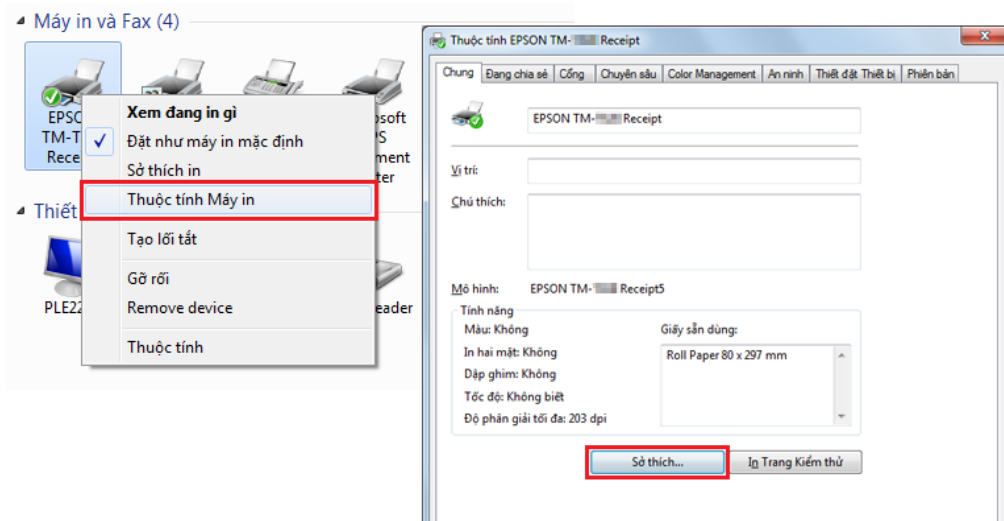 Máy in và Fax (4)
EPSO
TM-T
Rece
soft
PS
ment
ter
Xem đang in gì
Đặt như máy in mặc định
Sở thích in
Thuộc tính Máy in
Tạo lối tắt
Gỡ rối
Remove device
Thuộc tính
Thiết
PLE22
eader
Thuộc tính EPSON TM- Receipt
Chung Đang chia sẻ Cổng Chuyên sâu Color Management An ninh Thiết đặt Thiết bị Phiên bản
EPSON TM- Receipt
Vị trí:
Chú thích:
Mô hình: EPSON TM- Receipt5
Tính năng
Màu: Không Giấy sẵn dùng:
In hai mặt: Không Roll Paper 80 x 297 mm
Dập ghim: Không
Tốc độ: Không biết
Độ phân giải tối đa: 203 dpi
Sở thích... In Trang Kiểm thử